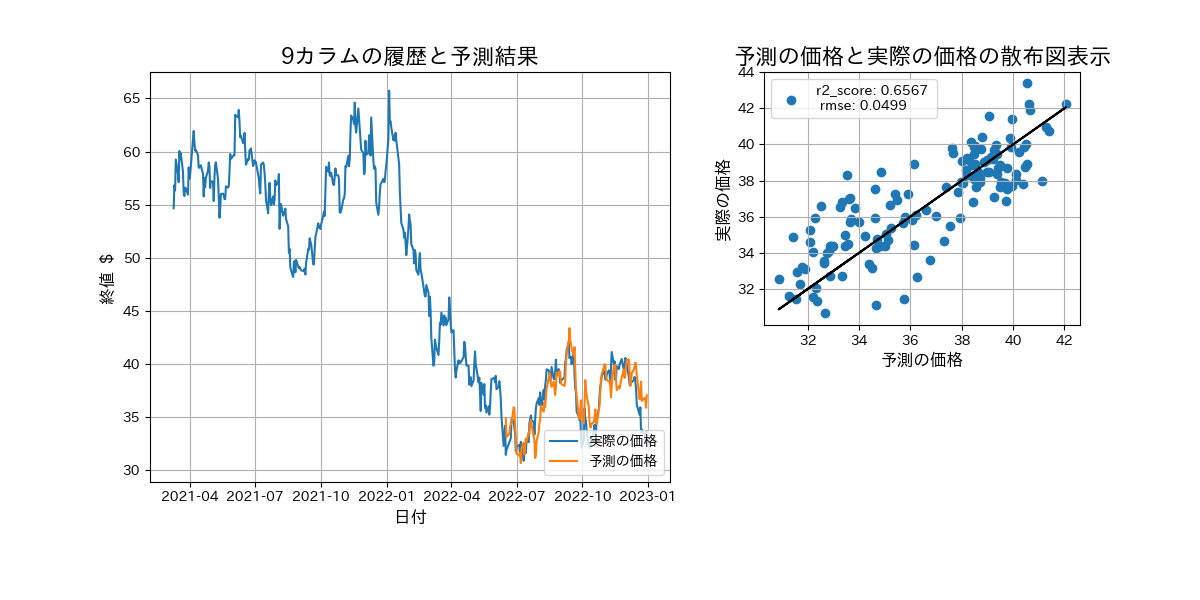 9カラムの履歴と予測結果
終値 $
65
60
55
50
45
40
35
30
2021-04 2021-07 2021-10 2022-01 2022-04 2022-07 2022-10 2023-01
日付
実際の価格
予測の価格
予測の価格と実際の価格の散布図表示
実際の価格
44
42
40
38
36
34
32
r2_score: 0.6567
rmse: 0.0499
32 34 36 38 40 42
予測の価格